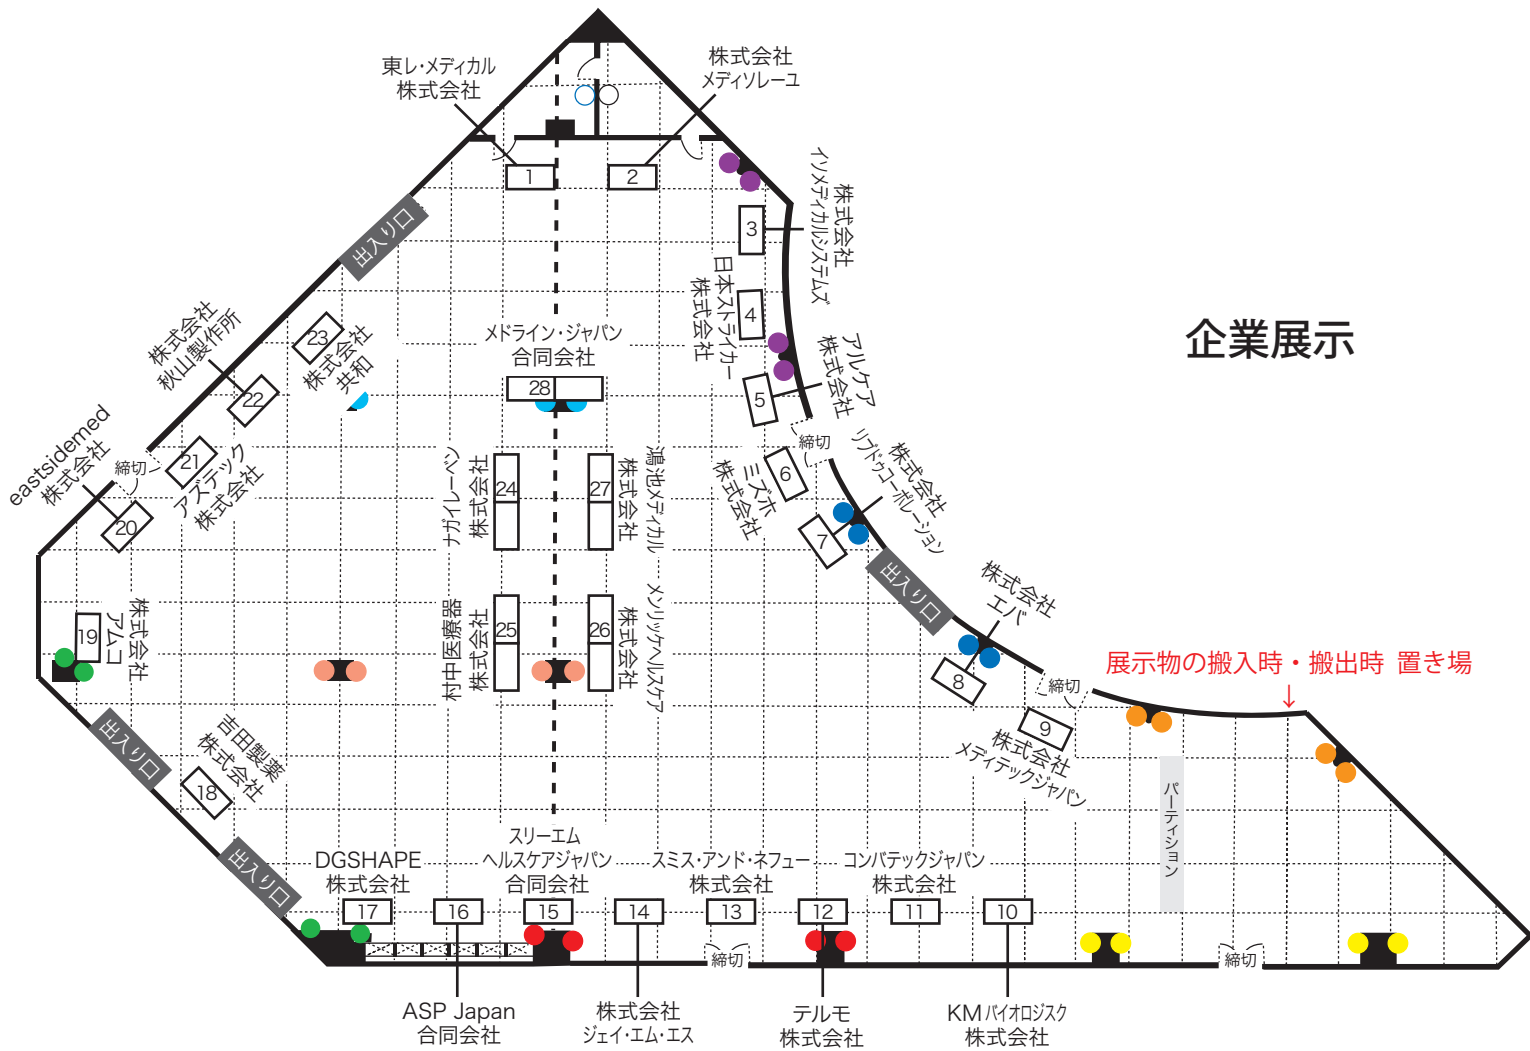 企業展示
東レ・メディカル
株式会社
1
株式会社
メディソレーユ
2
株式会社
イソメディカルシステムズ
3
日本ストライカー
株式会社
4
アルケア
株式会社
5
締切
ミズホ
株式会社
6
株式会社
リブドゥコーポレーション
7
出入り口
株式会社
エバ
8
締切
9
株式会社
メディテックジャパン
展示物の搬入時・搬出時 置き場
↓
パーティション
出入り口
23
株式会社
共和
株式会社
秋山製作所
22
21
アズテック
株式会社
締切
eastsidemed
株式会社
20
19
株式会社
アムコ
出入り口
吉田製薬
株式会社
18
出入り口
メドライン・ジャパン
合同会社
28
ナガイレーベン
株式会社
24
27
鴻池メディカル
株式会社
村中医療器
株式会社
25
26
メンリッケヘルスケア
株式会社
DGSHAPE
株式会社
17
16
ASP Japan
合同会社
スリーエム
ヘルスケアジャパン
合同会社
15
14
株式会社
ジェイ・エム・エス
スミス・アンド・ネフュー
株式会社
13
締切
12
テルモ
株式会社
コンバテックジャパン
株式会社
11
10
KMバイオロジスク
株式会社
締切